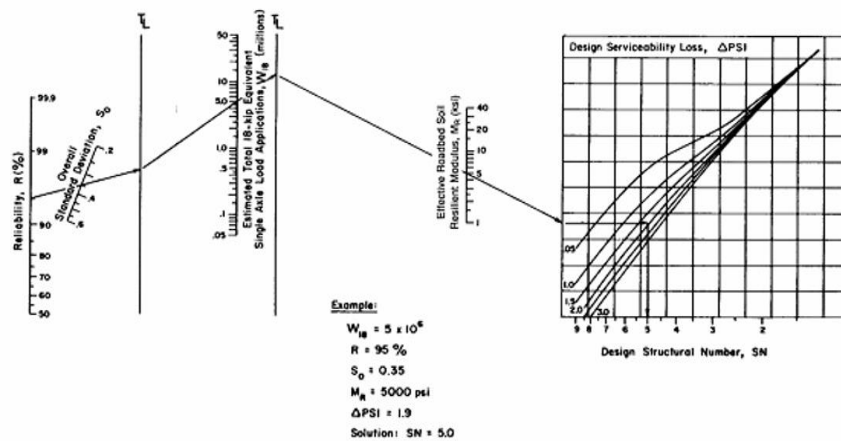 TL
TL
Reliability, R (%)
99.9
99
90
80
70
60
50
Overall
Standard Deviation, So
.2
.4
.6
Estimated Total 18-kip Equivalent
Single Axle Load Applications, W18 (millions)
50
10
5.0
1.0
.5
.1
.05
Effective Roadbed Soil
Resilient Modulus, MR (ksi)
40
20
10
5
1
Design Serviceability Loss, ΔPSI
.05
1.0
1.5
2.0
3.0
9 8 7 6 5 4 3 2
Design Structural Number, SN
Example:
W18 = 5 x 10⁶
R = 95 %
So = 0.35
MR = 5000 psi
ΔPSI = 1.9
Solution: SN = 5.0